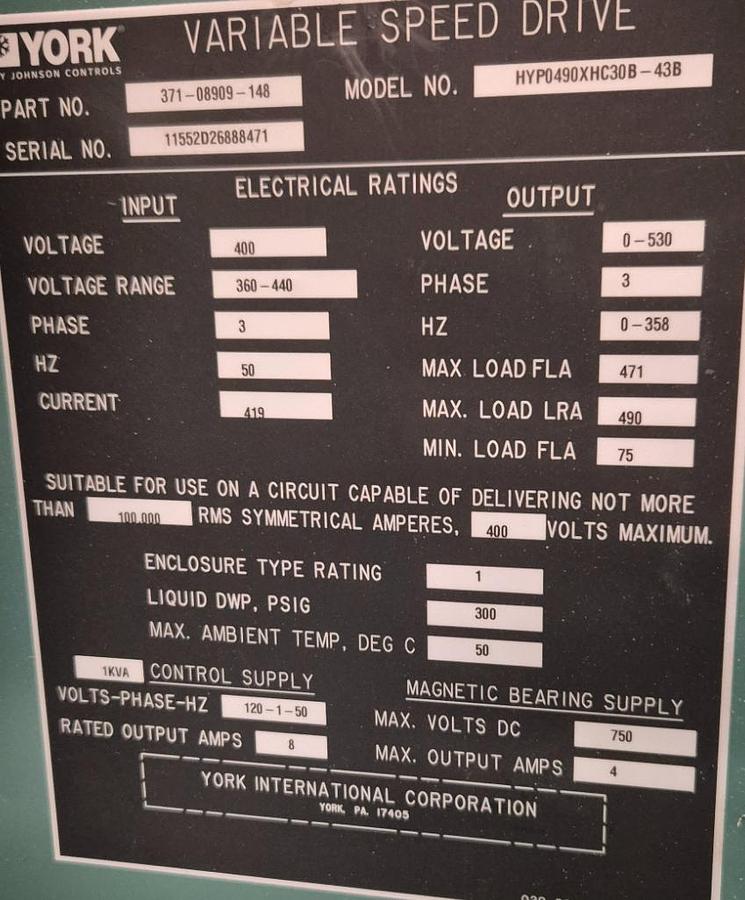 YORK VARIABLE SPEED DRIVE
Y JOHNSON CONTROLS
PART NO. 371-08909-148 MODEL NO. HYP0490XHC30B-43B
SERIAL NO. 11552D26888471
ELECTRICAL RATINGS
INPUT
VOLTAGE 400
VOLTAGE RANGE 360-440
PHASE 3
HZ 50
CURRENT 419
OUTPUT
VOLTAGE 0-530
PHASE 3
HZ 0-358
MAX LOAD FLA 471
MAX. LOAD LRA 490
MIN. LOAD FLA 75
SUITABLE FOR USE ON A CIRCUIT CAPABLE OF DELIVERING NOT MORE
THAN 100,000 RMS SYMMETRICAL AMPERES, 400 VOLTS MAXIMUM.
ENCLOSURE TYPE RATING 1
LIQUID DWP, PSIG 300
MAX. AMBIENT TEMP, DEG C 50
1KVA CONTROL SUPPLY
VOLTS-PHASE-HZ 120-1-50
RATED OUTPUT AMPS 8
MAGNETIC BEARING SUPPLY
MAX. VOLTS DC 750
MAX. OUTPUT AMPS 4
YORK INTERNATIONAL CORPORATION
YORK, PA. 17405